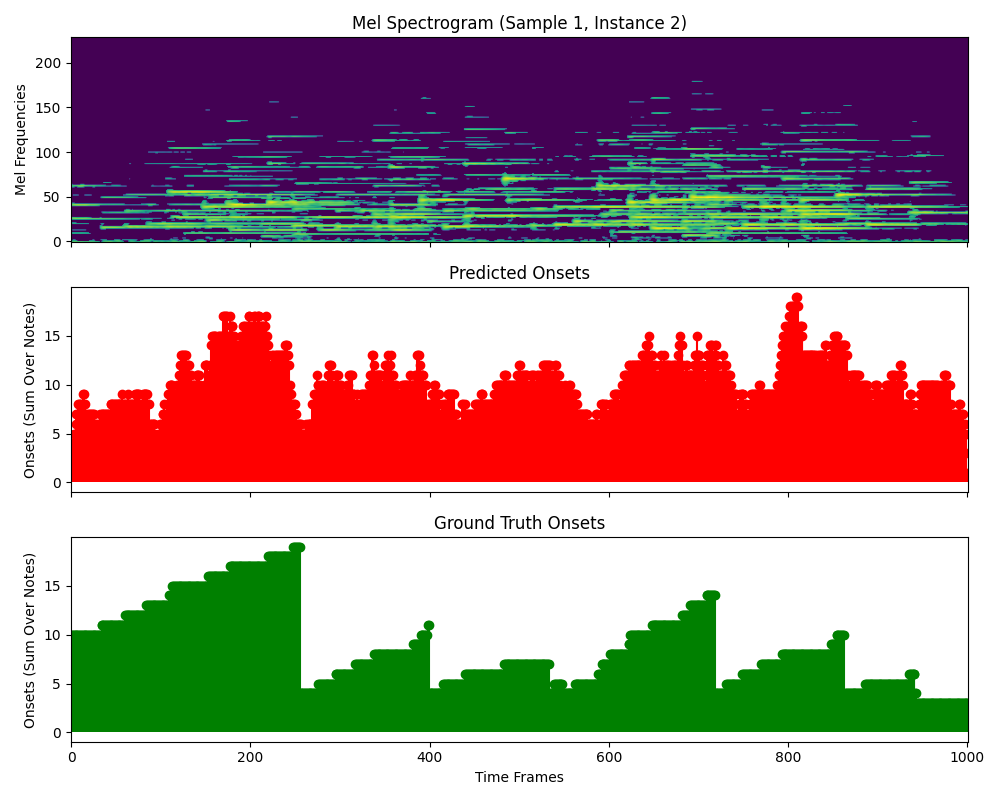 Mel Spectrogram (Sample 1, Instance 2)
Mel Frequencies
200
150
100
50
0
Predicted Onsets
Onsets (Sum Over Notes)
15
10
5
0
Ground Truth Onsets
Onsets (Sum Over Notes)
15
10
5
0
0 200 400 600 800 1000
Time Frames